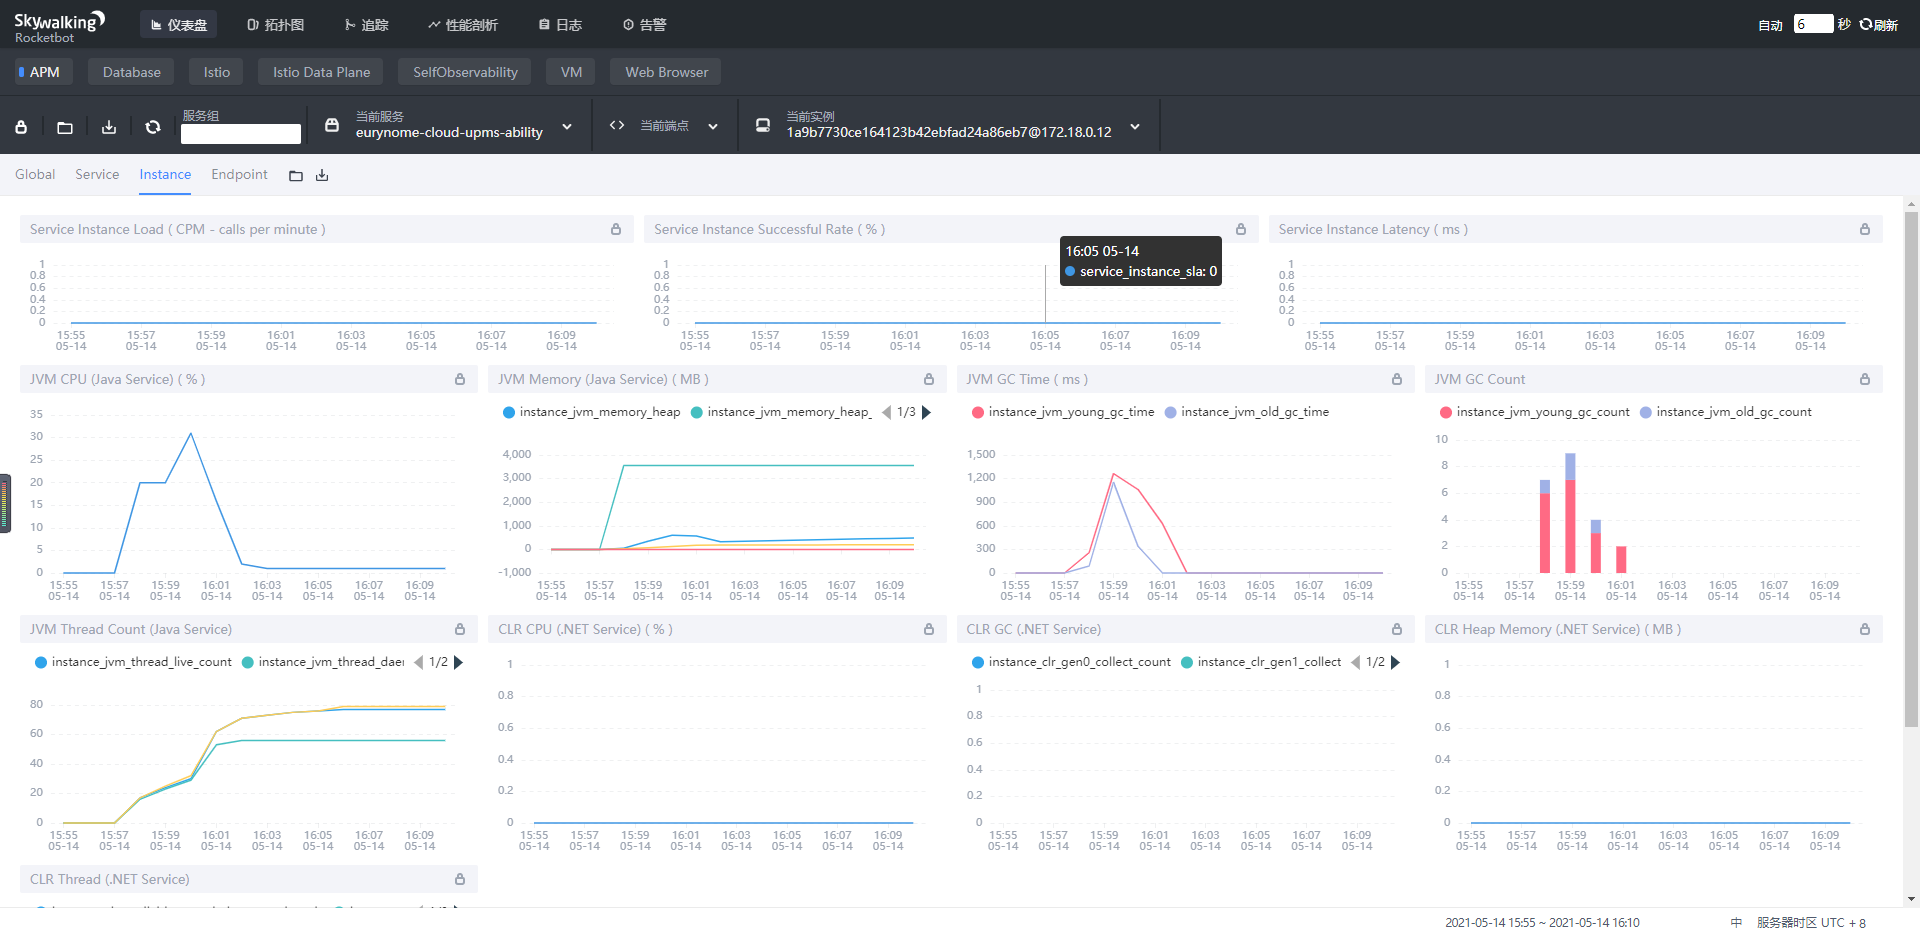 Skywalking
Rocketbot
仪表盘
拓扑图
追踪
性能剖析
日志
告警
自动 6 秒 刷新
APM
Database
Istio
Istio Data Plane
SelfObservability
VM
Web Browser
服务组
当前服务
eurynome-cloud-upms-ability
当前端点
当前实例
1a9b7730ce164123b42ebfad24a86eb7@172.18.0.12
Global
Service
Instance
Endpoint
Service Instance Load ( CPM - calls per minute )
1
0.8
0.6
0.4
0.2
0
15:55 15:57 15:59 16:01 16:03 16:05 16:07 16:09
05-14 05-14 05-14 05-14 05-14 05-14 05-14 05-14
Service Instance Successful Rate ( % )
16:05 05-14
service_instance_sla: 0
1
0.8
0.6
0.4
0.2
0
15:55 15:57 15:59 16:01 16:03 16:05 16:07 16:09
05-14 05-14 05-14 05-14 05-14 05-14 05-14 05-14
Service Instance Latency ( ms )
1
0.8
0.6
0.4
0.2
0
15:55 15:57 15:59 16:01 16:03 16:05 16:07 16:09
05-14 05-14 05-14 05-14 05-14 05-14 05-14 05-14
JVM CPU (Java Service) ( % )
35
30
25
20
15
10
5
0
15:55 15:57 15:59 16:01 16:03 16:05 16:07 16:09
05-14 05-14 05-14 05-14 05-14 05-14 05-14 05-14
JVM Memory (Java Service) ( MB )
instance_jvm_memory_heap instance_jvm_memory_heap_ 1/3
4,000
3,000
2,000
1,000
0
-1,000
15:55 15:57 15:59 16:01 16:03 16:05 16:07 16:09
05-14 05-14 05-14 05-14 05-14 05-14 05-14 05-14
JVM GC Time ( ms )
instance_jvm_young_gc_time instance_jvm_old_gc_time
1,500
1,200
900
600
300
0
15:55 15:57 15:59 16:01 16:03 16:05 16:07 16:09
05-14 05-14 05-14 05-14 05-14 05-14 05-14 05-14
JVM GC Count
instance_jvm_young_gc_count instance_jvm_old_gc_count
10
8
6
4
2
0
15:55 15:57 15:59 16:01 16:03 16:05 16:07 16:09
05-14 05-14 05-14 05-14 05-14 05-14 05-14 05-14
JVM Thread Count (Java Service)
instance_jvm_thread_live_count instance_jvm_thread_dae 1/2
80
60
40
20
0
15:55 15:57 15:59 16:01 16:03 16:05 16:07 16:09
05-14 05-14 05-14 05-14 05-14 05-14 05-14 05-14
CLR CPU (.NET Service) ( % )
1
0.8
0.6
0.4
0.2
0
15:55 15:57 15:59 16:01 16:03 16:05 16:07 16:09
05-14 05-14 05-14 05-14 05-14 05-14 05-14 05-14
CLR GC (.NET Service)
instance_clr_gen0_collect_count instance_clr_gen1_collect 1/2
1
0.8
0.6
0.4
0.2
0
15:55 15:57 15:59 16:01 16:03 16:05 16:07 16:09
05-14 05-14 05-14 05-14 05-14 05-14 05-14 05-14
CLR Heap Memory (.NET Service) ( MB )
1
0.8
0.6
0.4
0.2
0
15:55 15:57 15:59 16:01 16:03 16:05 16:07 16:09
05-14 05-14 05-14 05-14 05-14 05-14 05-14 05-14
CLR Thread (.NET Service)
2021-05-14 15:55 ~ 2021-05-14 16:10
中
服务器时区 UTC + 8